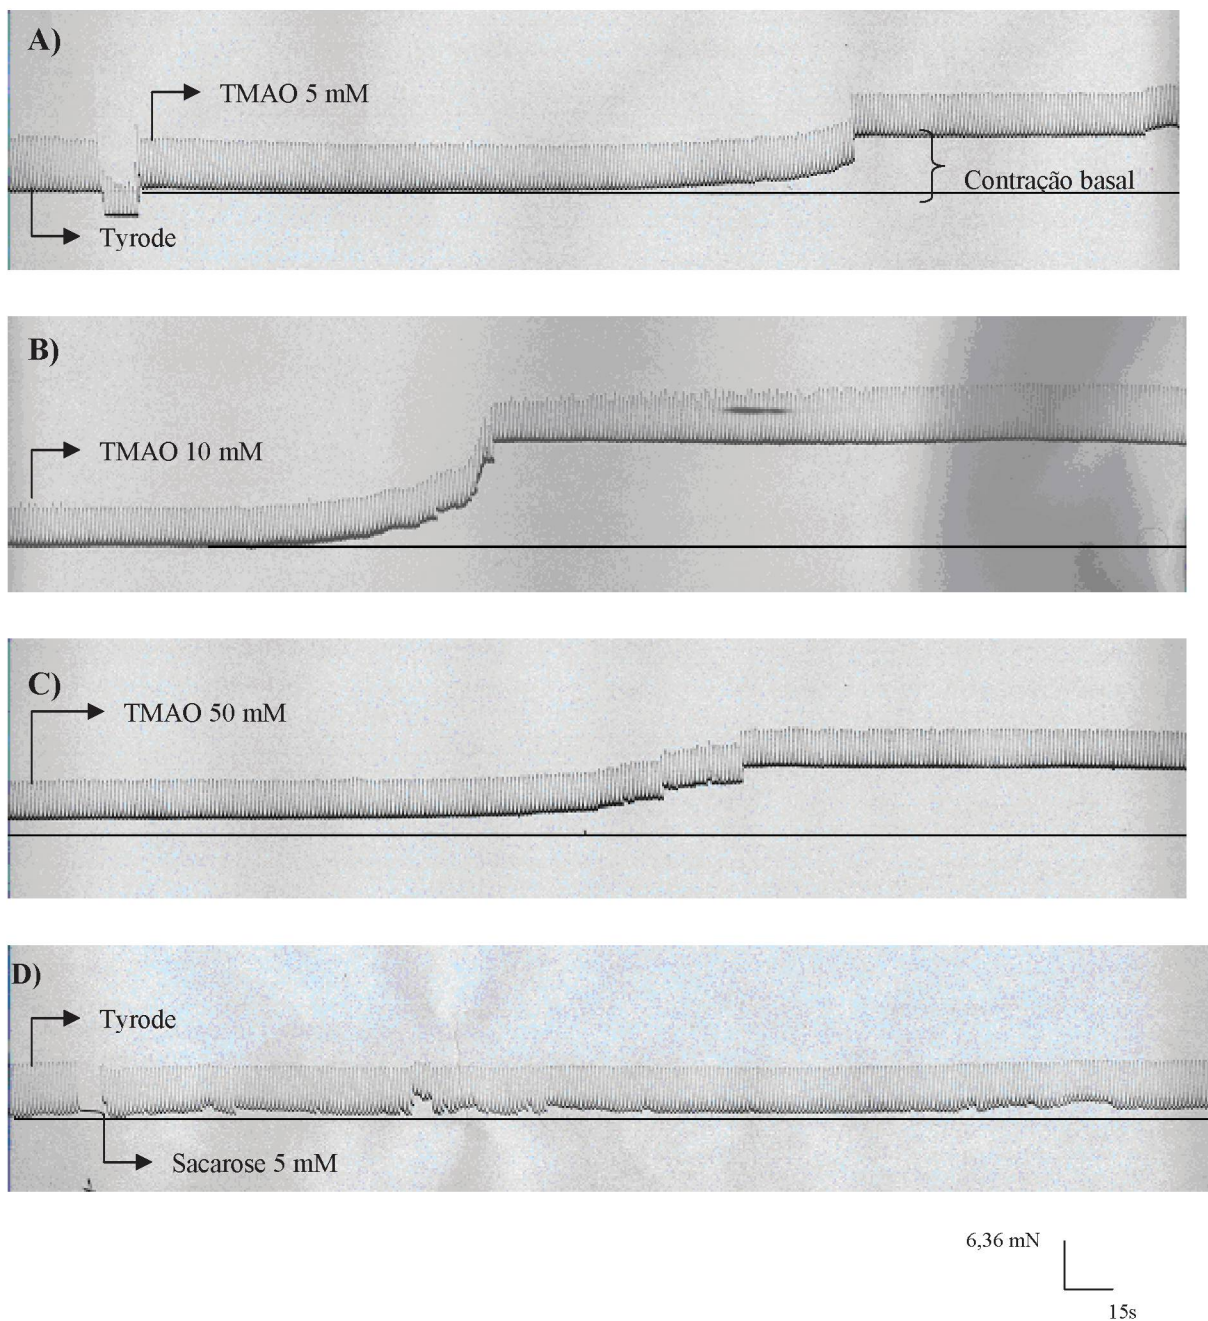 A)
TMAO 5 mM
Contração basal
Tyrode
B)
TMAO 10 mM
C)
TMAO 50 mM
D)
Tyrode
Sacarose 5 mM
6,36 mN
15s